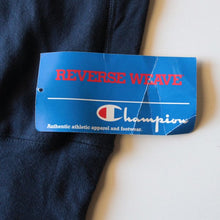 REVERSE WEAVE
Champion
Authentic athletic apparel and footwear.